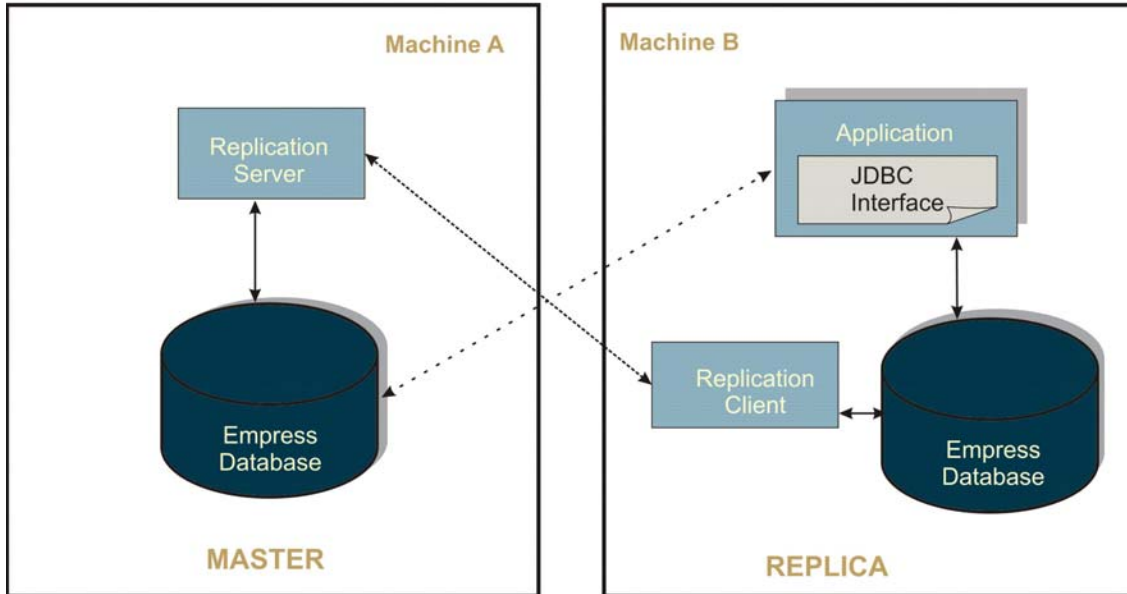 Machine A
Replication
Server
Empress
Database
MASTER
Machine B
Application
JDBC
Interface
Replication
Client
Empress
Database
REPLICA